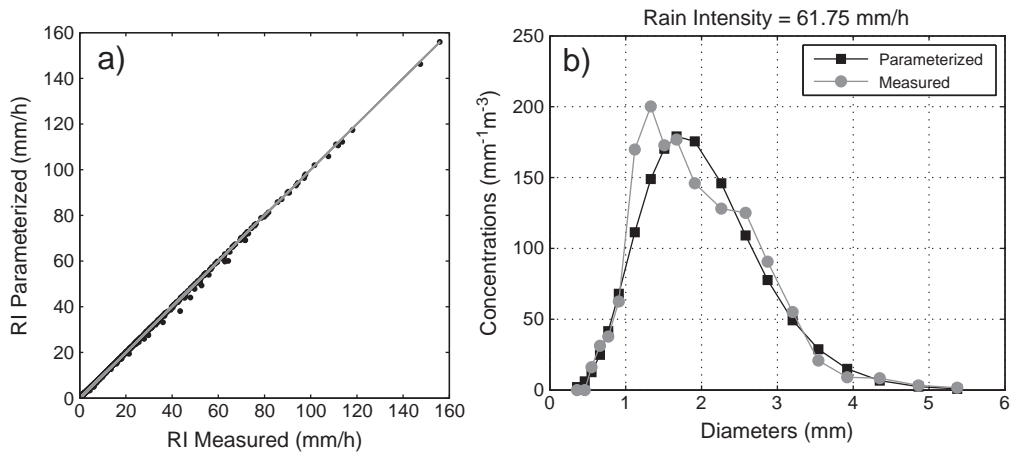 a)
RI Parameterized (mm/h)
160
140
120
100
80
60
40
20
0
0 20 40 60 80 100 120 140 160
RI Measured (mm/h)
Rain Intensity = 61.75 mm/h
b)
Parameterized
Measured
Concentrations (mm⁻¹m⁻³)
250
200
150
100
50
0
0 1 2 3 4 5 6
Diameters (mm)